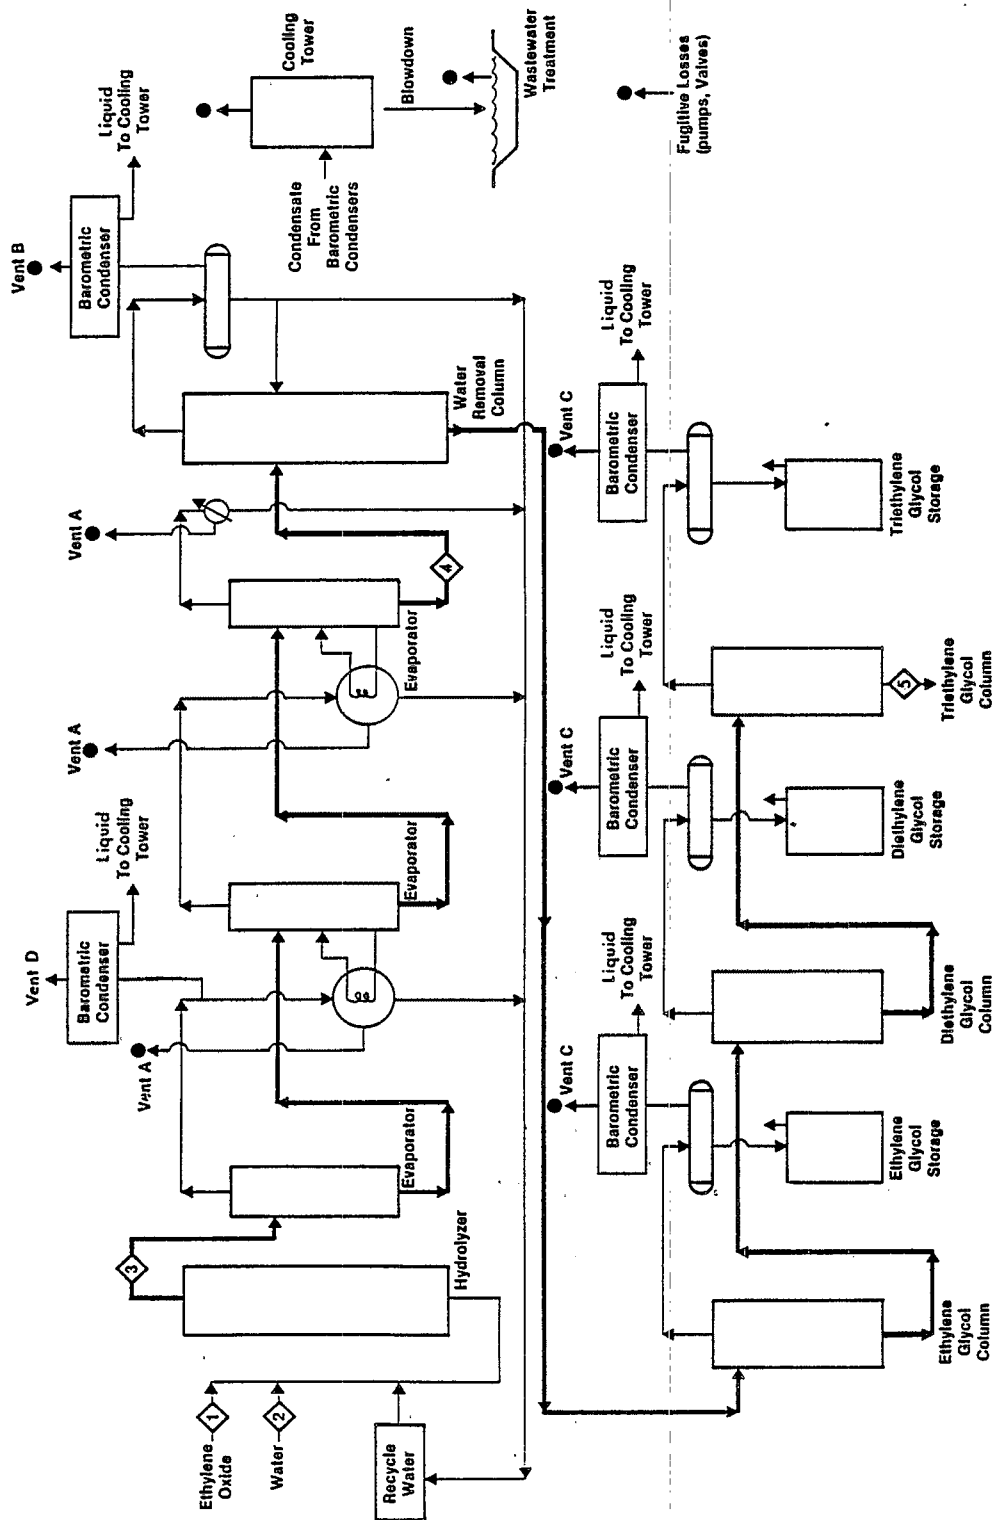 Ethylene
Oxide
1
Water
2
Recycle
Water
Hydrolyzer
3
Evaporator
Vent A
Vent D
Barometric
Condenser
Liquid
To Cooling
Tower
Evaporator
Vent A
Evaporator
4
Vent A
Water
Removal
Column
Vent B
Barometric
Condenser
Liquid
To Cooling
Tower
Cooling
Tower
Condensate
From
Barometric
Condensers
Blowdown
Wastewater
Treatment
Fugitive Losses
(pumps, Valves)
Ethylene
Glycol
Column
Vent C
Barometric
Condenser
Liquid
To Cooling
Tower
Ethylene
Glycol
Storage
Diethylene
Glycol
Column
Vent C
Barometric
Condenser
Liquid
To Cooling
Tower
Diethylene
Glycol
Storage
5
Triethylene
Glycol
Column
Vent C
Barometric
Condenser
Liquid
To Cooling
Tower
Triethylene
Glycol
Storage